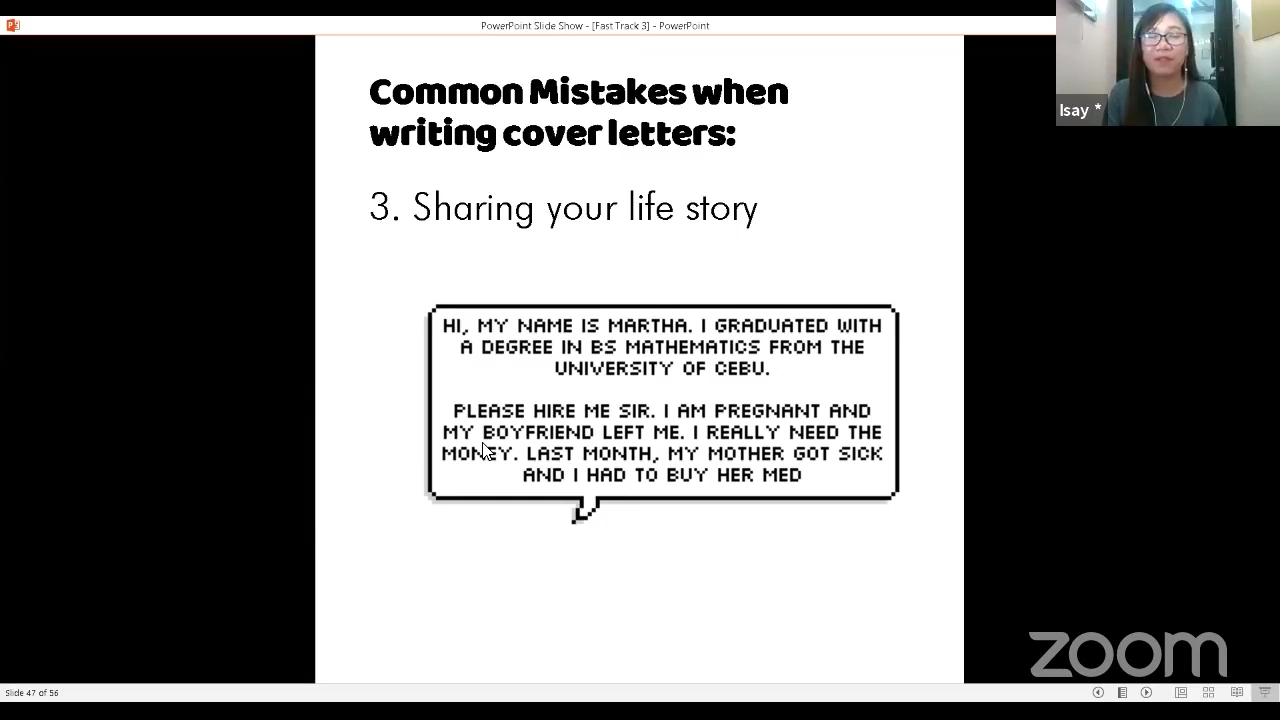 PowerPoint Slide Show - [Fast Track 3] - PowerPoint
Isay *
Common Mistakes when
writing cover letters:
3. Sharing your life story
HI, MY NAME IS MARTHA. I GRADUATED WITH
A DEGREE IN BS MATHEMATICS FROM THE
UNIVERSITY OF CEBU.
PLEASE HIRE ME SIR. I AM PREGNANT AND
MY BOYFRIEND LEFT ME. I REALLY NEED THE
MONEY. LAST MONTH, MY MOTHER GOT SICK
AND I HAD TO BUY HER MED
zoom
Slide 47 of 56